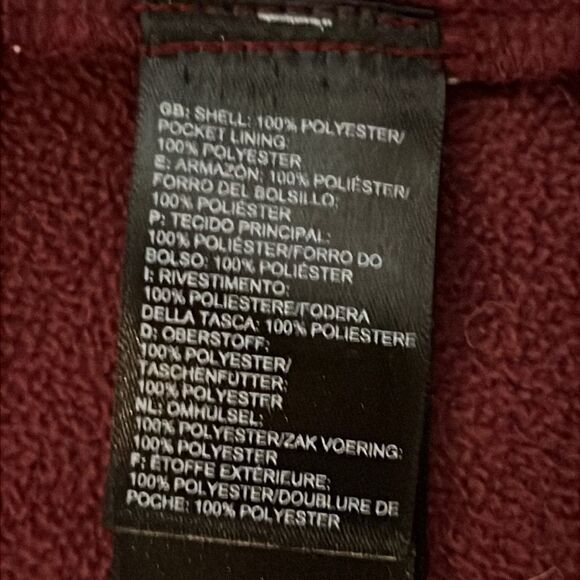 GB: SHELL: 100% POLYESTER/
POCKET LINING:
100% POLYESTER
E: ARMAZÓN: 100% POLIÉSTER/
FORRO DEL BOLSILLO:
100% POLIÉSTER
P: TECIDO PRINCIPAL:
100% POLIÉSTER/FORRO DO
BOLSO: 100% POLIÉSTER
I: RIVESTIMENTO:
100% POLIESTERE/FODERA
DELLA TASCA: 100% POLIESTERE
D: OBERSTOFF:
100% POLYESTER/
TASCHENFUTTER:
100% POLYESTER
NL: OMHULSEL:
100% POLYESTER/ZAK VOERING:
100% POLYESTER
F: ÉTOFFE EXTÉRIEURE:
100% POLYESTER/DOUBLURE DE
POCHE: 100% POLYESTER